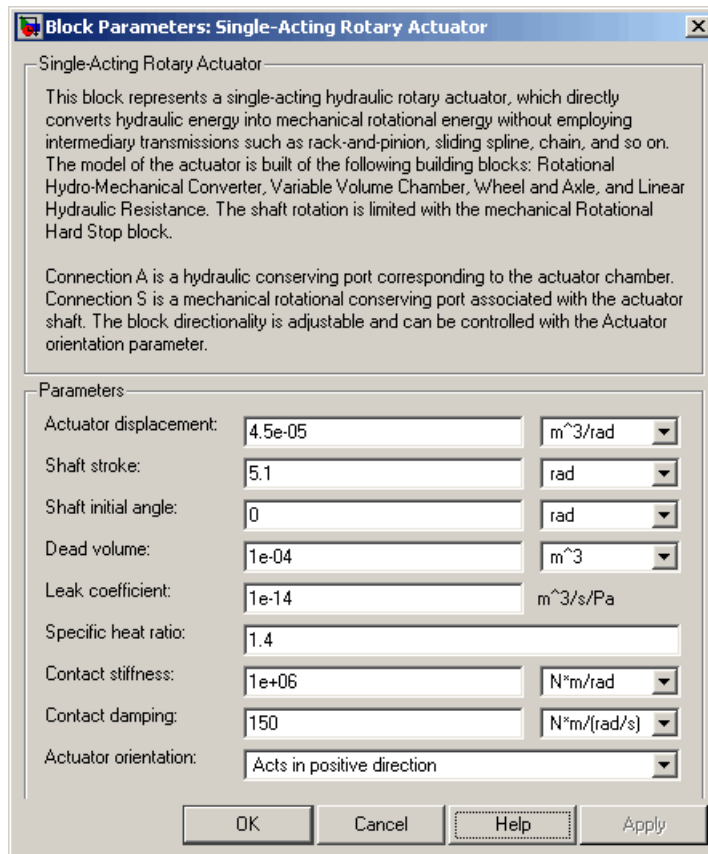 Block Parameters: Single-Acting Rotary Actuator
Single-Acting Rotary Actuator
This block represents a single-acting hydraulic rotary actuator, which directly
converts hydraulic energy into mechanical rotational energy without employing
intermediary transmissions such as rack-and-pinion, sliding spline, chain, and so on.
The model of the actuator is built of the following building blocks: Rotational
Hydro-Mechanical Converter, Variable Volume Chamber, Wheel and Axle, and Linear
Hydraulic Resistance. The shaft rotation is limited with the mechanical Rotational
Hard Stop block.
Connection A is a hydraulic conserving port corresponding to the actuator chamber.
Connection S is a mechanical rotational conserving port associated with the actuator
shaft. The block directionality is adjustable and can be controlled with the Actuator
orientation parameter.
Parameters
Actuator displacement: 4.5e-05 m^3/rad
Shaft stroke: 5.1 rad
Shaft initial angle: 0 rad
Dead volume: 1e-04 m^3
Leak coefficient: 1e-14 m^3/s/Pa
Specific heat ratio: 1.4
Contact stiffness: 1e+06 N*m/rad
Contact damping: 150 N*m/(rad/s)
Actuator orientation: Acts in positive direction
OK Cancel Help Apply